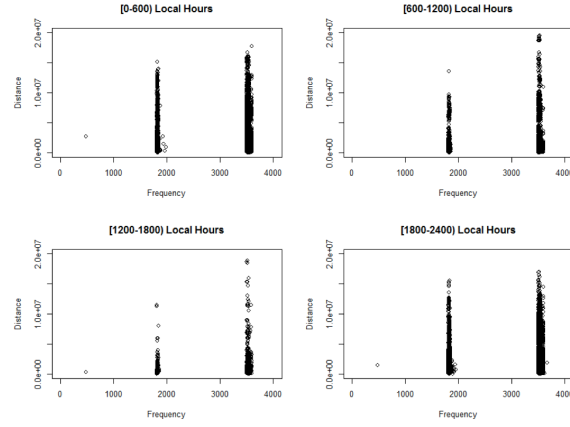 [0-600) Local Hours
Distance
0.0e+00 1.0e+07 2.0e+07
0 1000 2000 3000 4000
Frequency
[600-1200) Local Hours
Distance
0.0e+00 1.0e+07 2.0e+07
0 1000 2000 3000 4000
Frequency
[1200-1800) Local Hours
Distance
0.0e+00 1.0e+07 2.0e+07
0 1000 2000 3000 4000
Frequency
[1800-2400) Local Hours
Distance
0.0e+00 1.0e+07 2.0e+07
0 1000 2000 3000 4000
Frequency